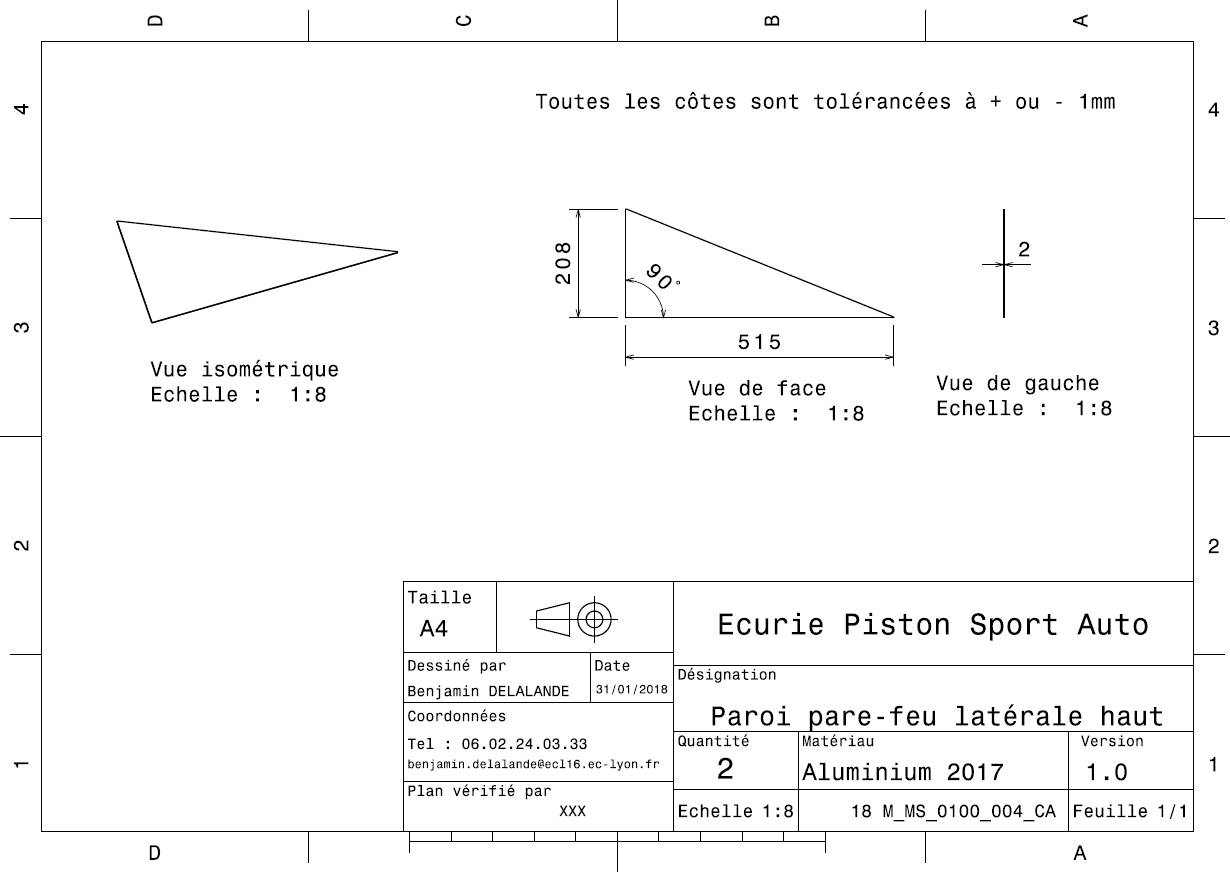 D C B A
4 4
Toutes les côtes sont tolérancées à + ou - 1mm
208
90°
515
2
3 3
Vue isométrique
Echelle : 1:8
Vue de face
Echelle : 1:8
Vue de gauche
Echelle : 1:8
2 2
Taille
A4
Ecurie Piston Sport Auto
Dessiné par
Benjamin DELALANDE
Date
31/01/2018
Désignation
Paroi pare-feu latérale haut
Coordonnées
Tel : 06.02.24.03.33
benjamin.delalande@ecl16.ec-lyon.fr
Quantité
2
Matériau
Aluminium 2017
Version
1.0
Plan vérifié par
XXX
Echelle 1:8
18 M_MS_0100_004_CA
Feuille 1/1
1 1
D A